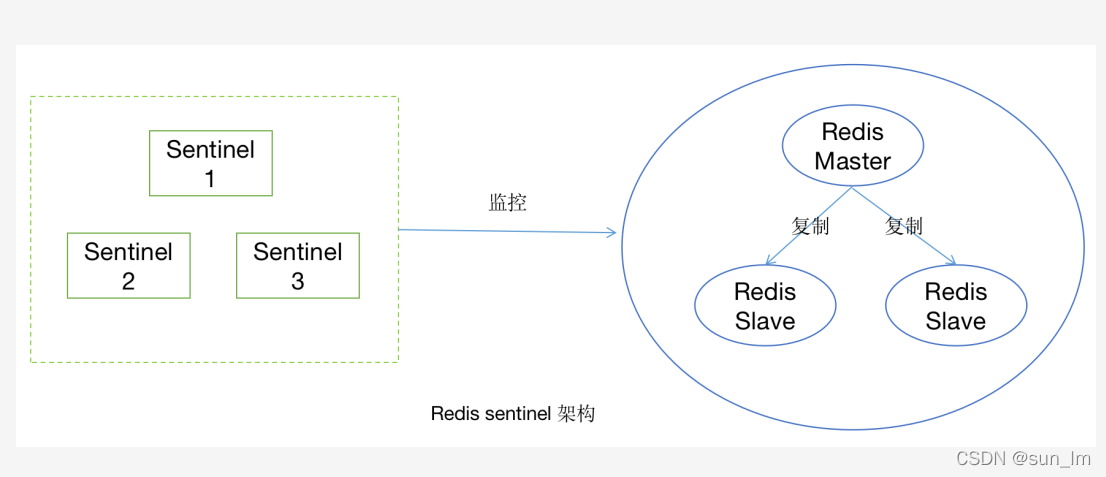 Sentinel
1
Sentinel
2
Sentinel
3
监控
Redis
Master
复制
复制
Redis
Slave
Redis
Slave
Redis sentinel 架构
CSDN @sun_lm